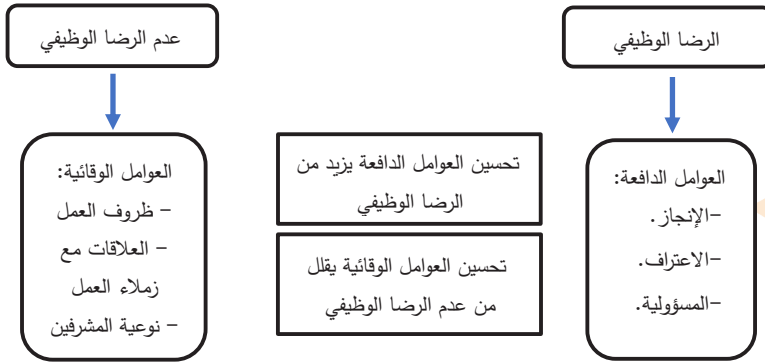 الرضا الوظيفي
عدم الرضا الوظيفي
العوامل الدافعة:
-الإنجاز.
-الاعتراف.
-المسؤولية.
تحسين العوامل الدافعة يزيد من
الرضا الوظيفي
تحسين العوامل الوقائية يقلل
من عدم الرضا الوظيفي
العوامل الوقائية:
- ظروف العمل
- العلاقات مع
زملاء العمل
- نوعية المشرفين